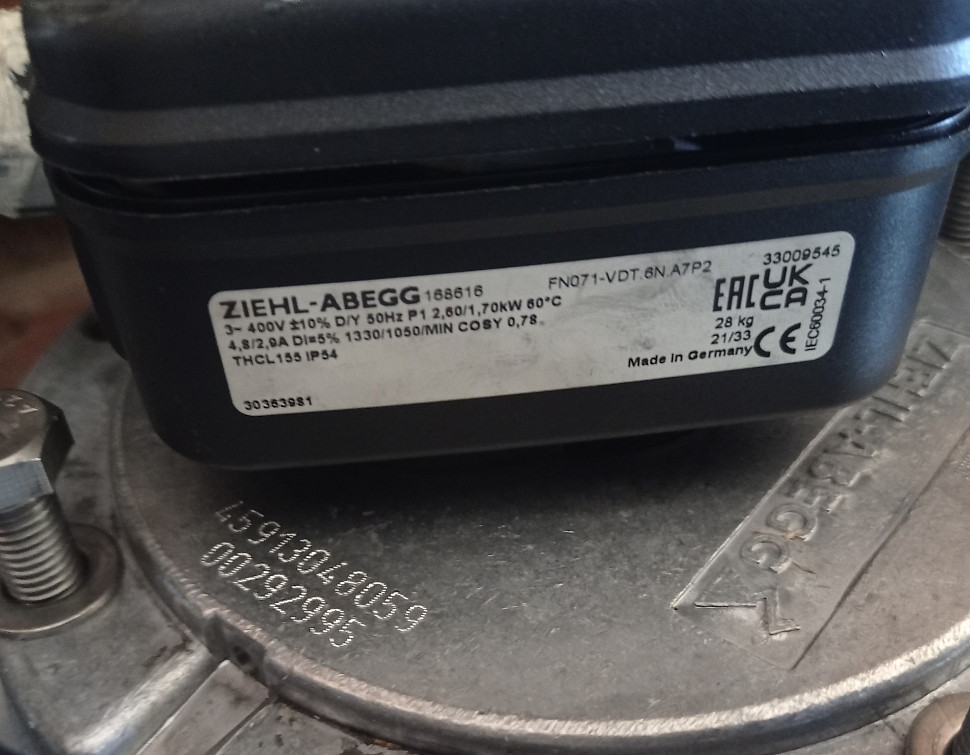 ZIEHL-ABEGG 168616 FN071-VDT.6N.A7P2 33009545
3~ 400V ±10% D/Y 50Hz P1 2,60/1,70kW 60°C
4,8/2,9A DI=5% 1330/1050/MIN COSY 0,78
THCL155 IP54
EAC UK CA
28 kg
21/33
Made in Germany CE
IEC60034-1
30363981
45913048059
00292995
ZIEHL-ABEGG